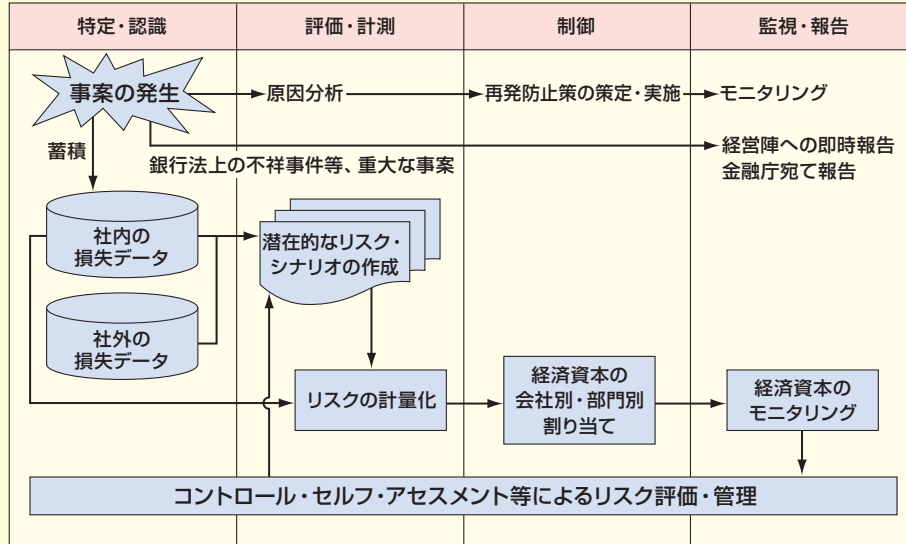 特定・認識
評価・計測
制御
監視・報告
事案の発生
原因分析
再発防止策の策定・実施
モニタリング
蓄積
銀行法上の不祥事件等、重大な事案
経営陣への即時報告
金融庁宛て報告
社内の
損失データ
潜在的なリスク・
シナリオの作成
社外の
損失データ
リスクの計量化
経済資本の
会社別・部門別
割り当て
経済資本の
モニタリング
コントロール・セルフ・アセスメント等によるリスク評価・管理